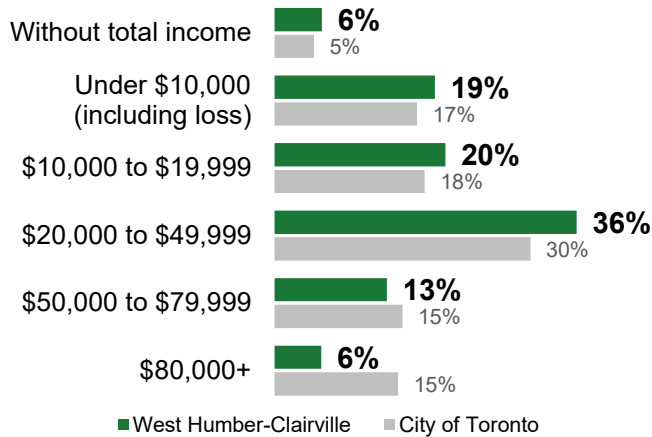 Without total income
6%
5%
Under $10,000
(including loss)
19%
17%
$10,000 to $19,999
20%
18%
$20,000 to $49,999
36%
30%
$50,000 to $79,999
13%
15%
$80,000+
6%
15%
West Humber-Clairville
City of Toronto